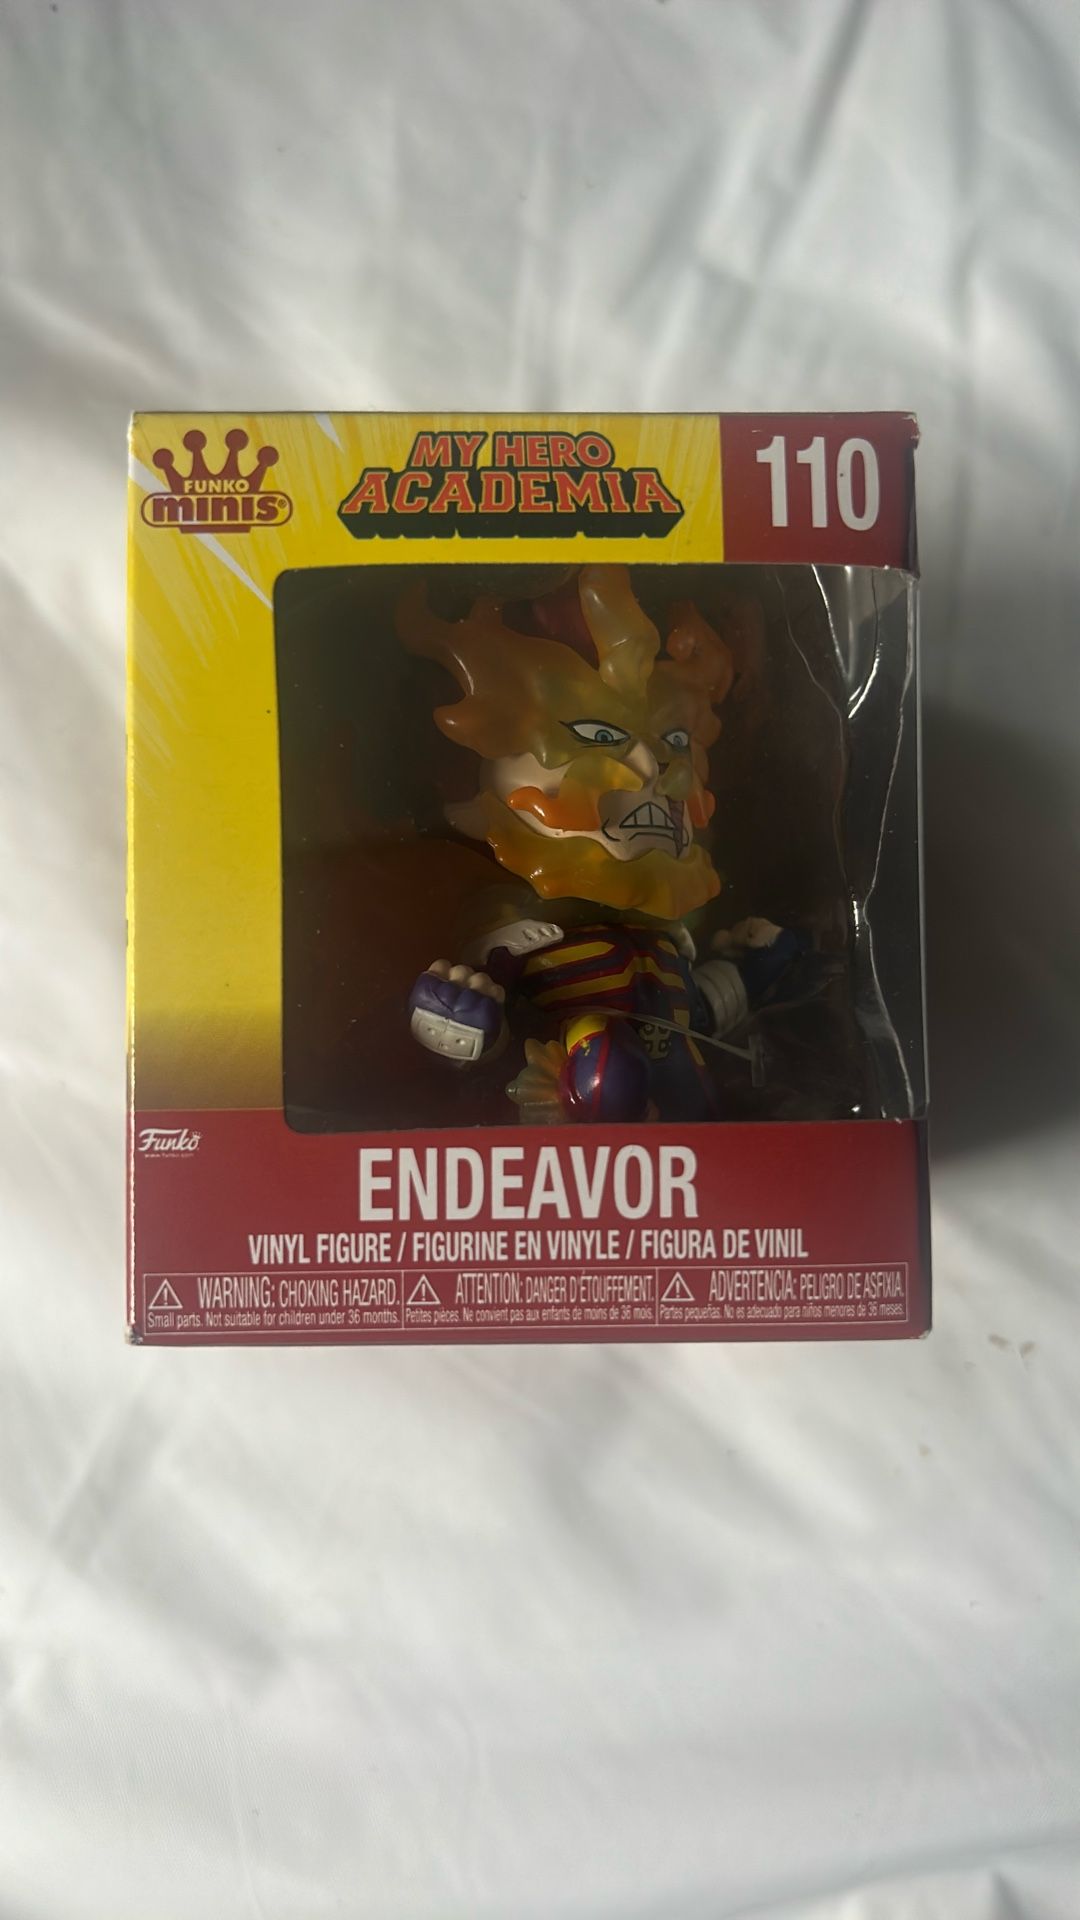 FUNKO
minis®
MY HERO
ACADEMIA
110
Funko
www.funko.com
ENDEAVOR
VINYL FIGURE / FIGURINE EN VINYLE / FIGURA DE VINIL
WARNING: CHOKING HAZARD.
Small parts. Not suitable for children under 36 months.
ATTENTION: DANGER D'ÉTOUFFEMENT.
Petites pièces. Ne convient pas aux enfants de moins de 36 mois.
ADVERTENCIA: PELIGRO DE ASFIXIA.
Partes pequeñas. No es adecuado para niños menores de 36 meses.